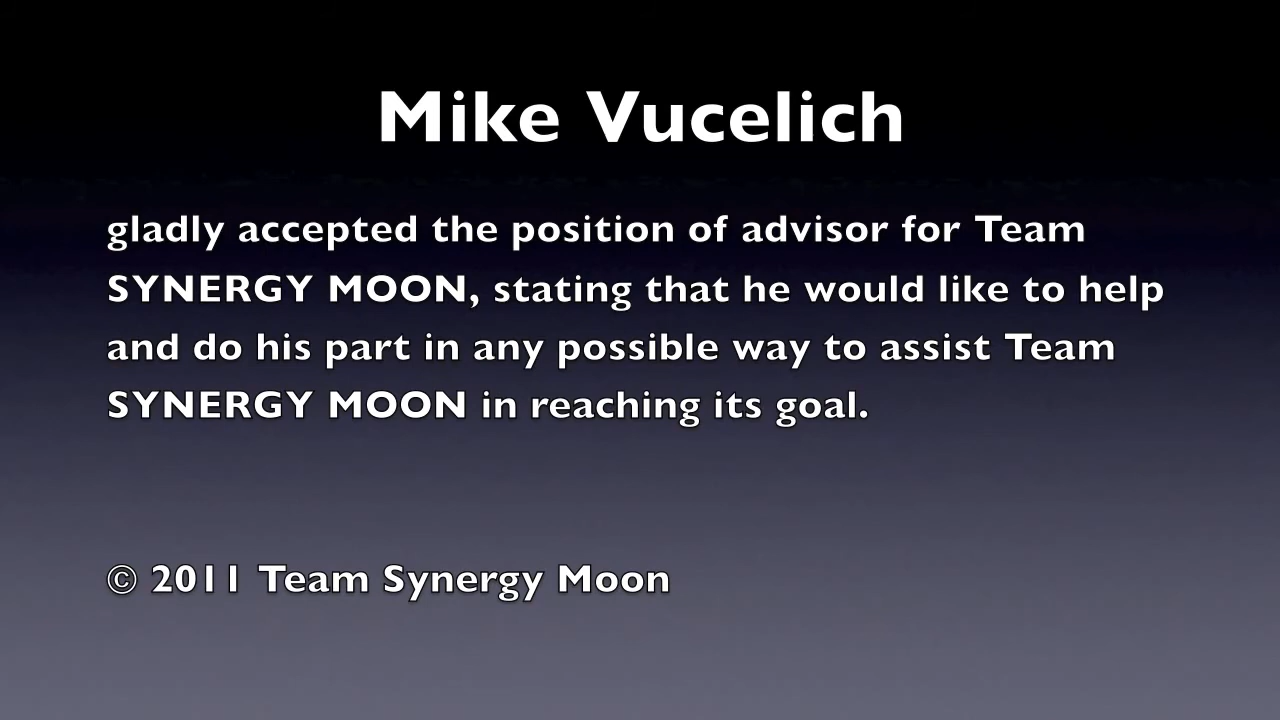 Mike Vucelich
gladly accepted the position of advisor for Team
SYNERGY MOON, stating that he would like to help
and do his part in any possible way to assist Team
SYNERGY MOON in reaching its goal.
© 2011 Team Synergy Moon